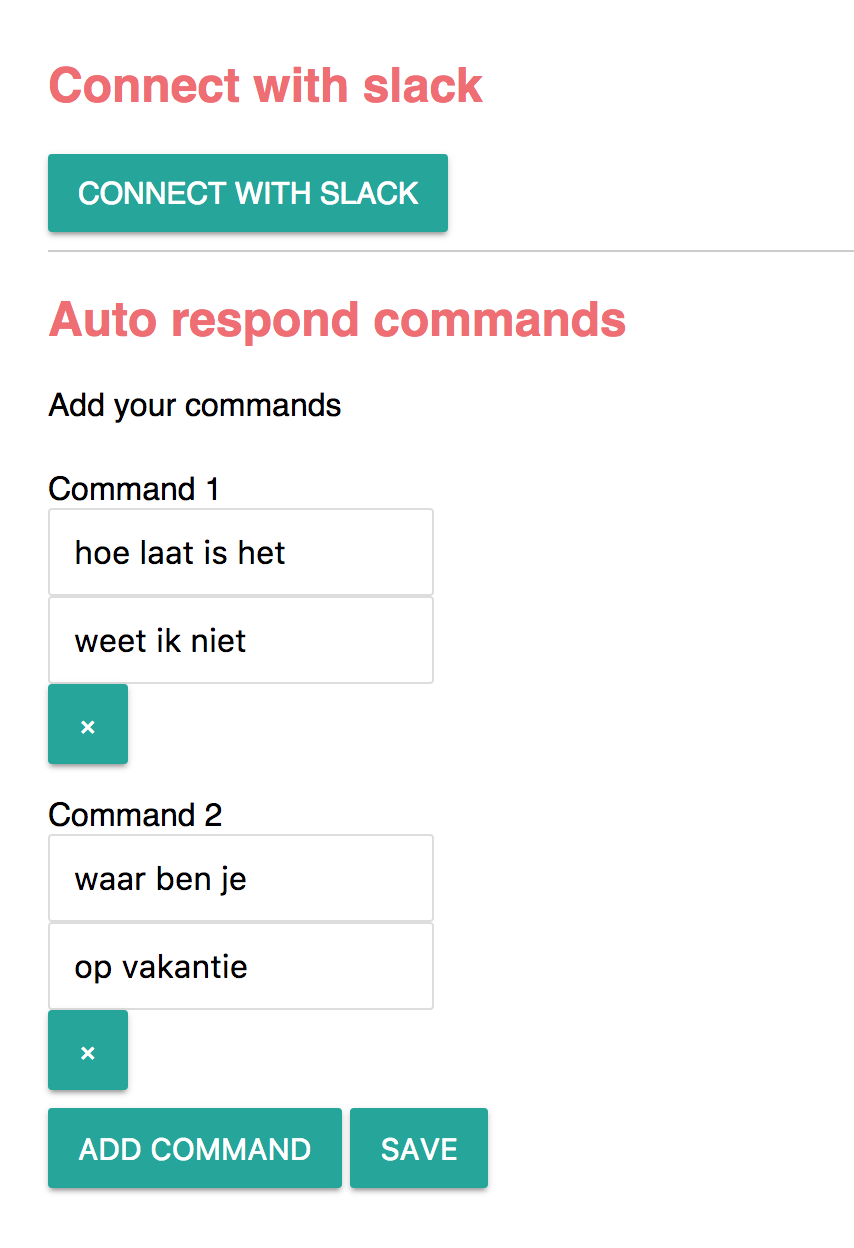 Connect with slack
CONNECT WITH SLACK
Auto respond commands
Add your commands
Command 1
hoe laat is het
weet ik niet
×
Command 2
waar ben je
op vakantie
×
ADD COMMAND SAVE